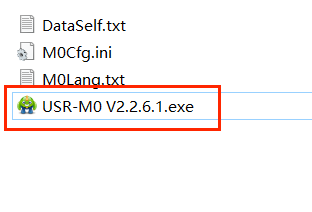 DataSelf.txt
M0Cfg.ini
M0Lang.txt
USR-M0 V2.2.6.1.exe